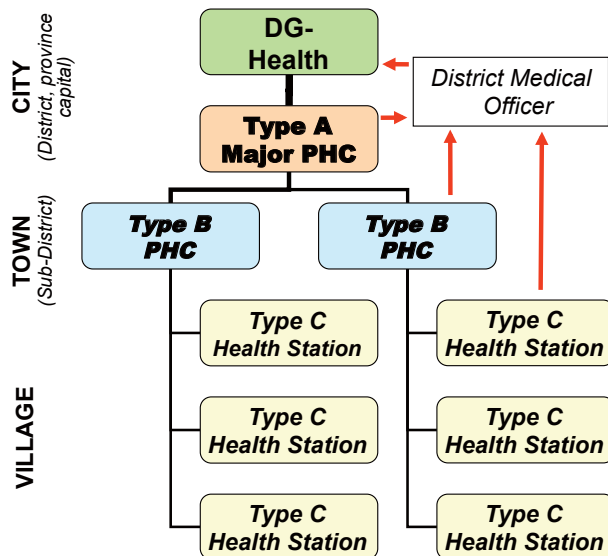 DG-
Health
CITY
(District, province
capital)
District Medical
Officer
Type A
Major PHC
TOWN
(Sub-District)
Type B
PHC
Type B
PHC
VILLAGE
Type C
Health Station
Type C
Health Station
Type C
Health Station
Type C
Health Station
Type C
Health Station
Type C
Health Station